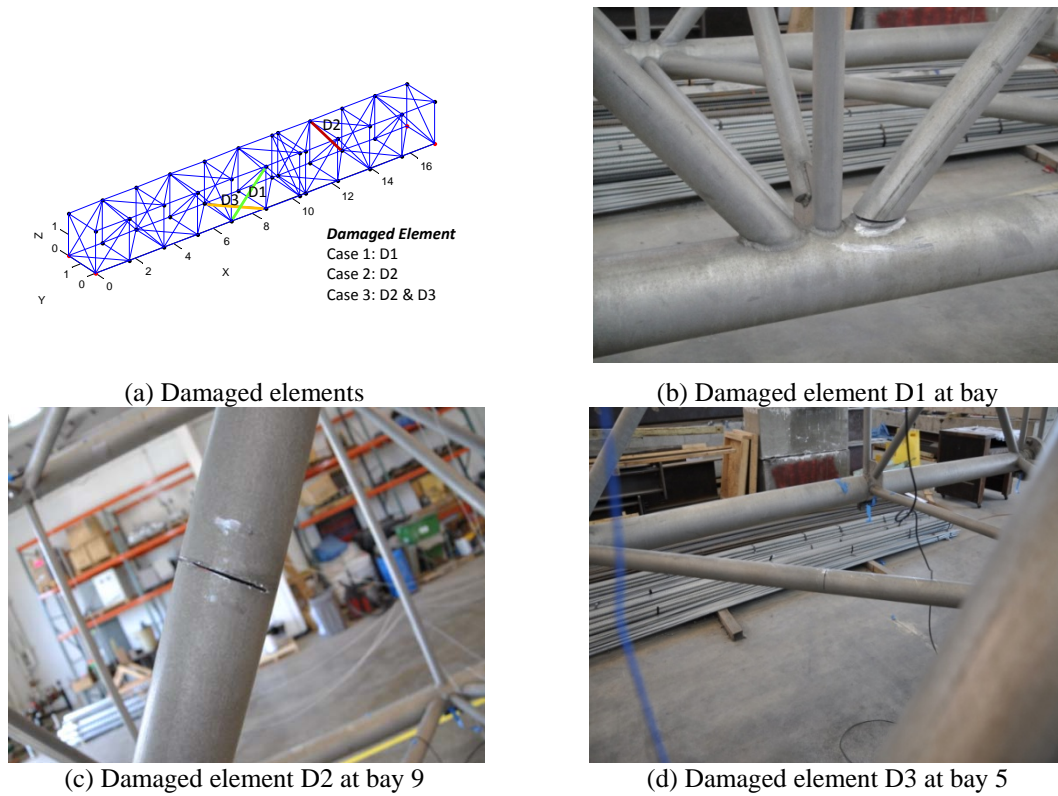 D2
D1
D3
16
14
12
10
8
6
4
2
0
1
0
Z
1
0
X
Y
Damaged Element
Case 1: D1
Case 2: D2
Case 3: D2 & D3
(a) Damaged elements
(b) Damaged element D1 at bay
(c) Damaged element D2 at bay 9
(d) Damaged element D3 at bay 5